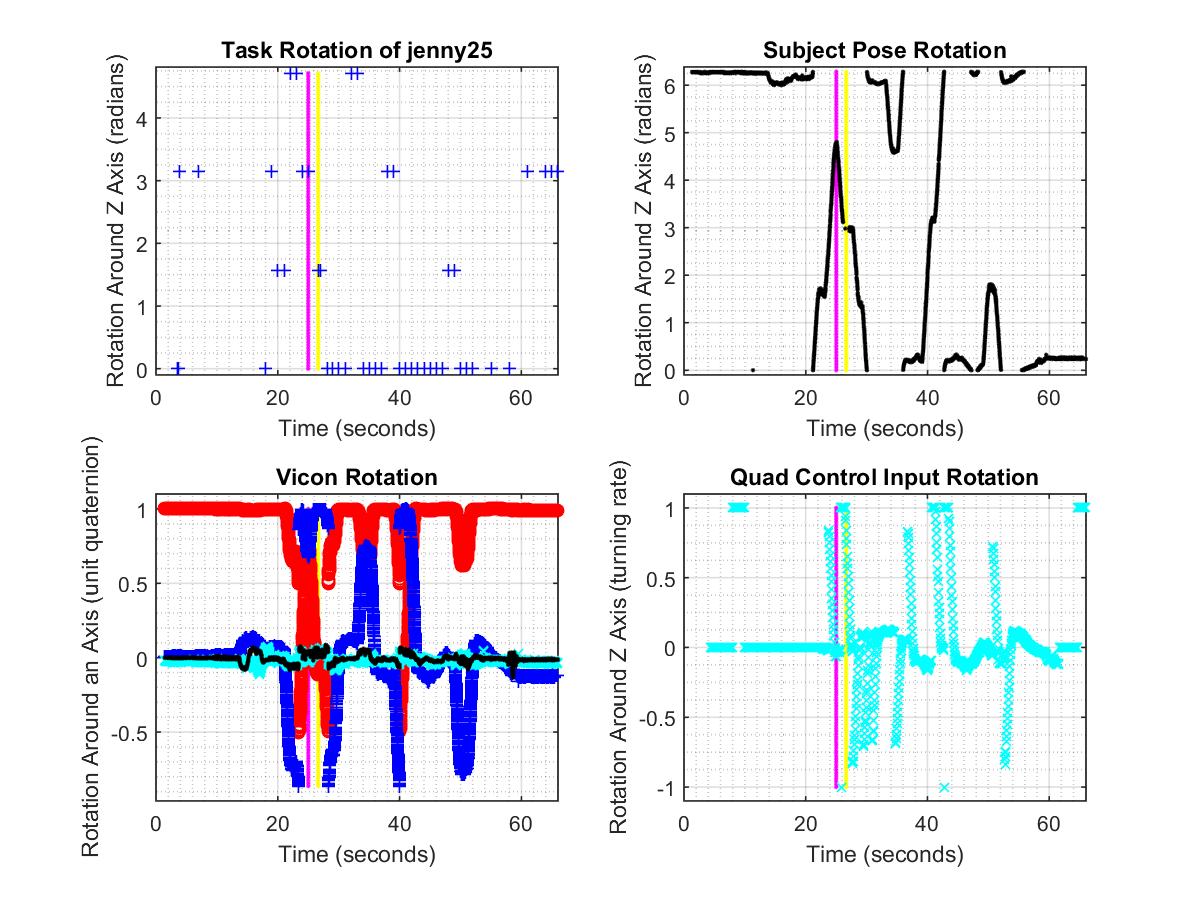 Task Rotation of jenny25
Rotation Around Z Axis (radians)
4
3
2
1
0
0 20 40 60
Time (seconds)
Subject Pose Rotation
Rotation Around Z Axis (radians)
6
5
4
3
2
1
0
0 20 40 60
Time (seconds)
Vicon Rotation
Rotation Around an Axis (unit quaternion)
1
0.5
0
-0.5
0 20 40 60
Time (seconds)
Quad Control Input Rotation
Rotation Around Z Axis (turning rate)
1
0.5
0
-0.5
-1
0 20 40 60
Time (seconds)